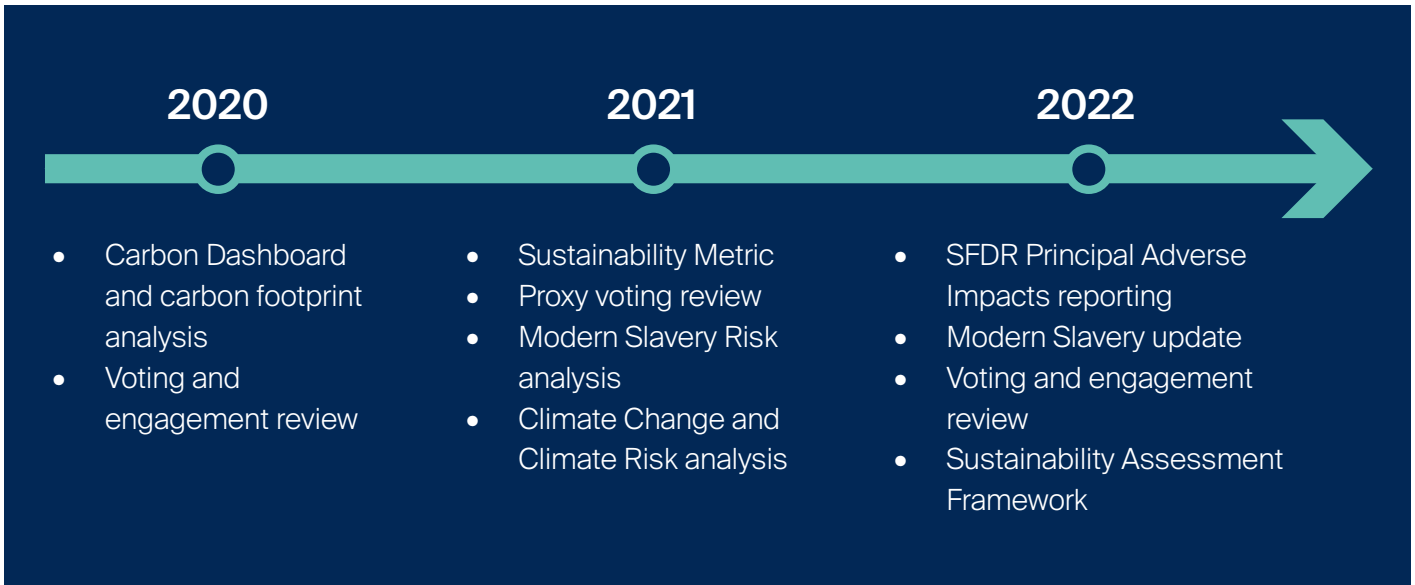 2020
• Carbon Dashboard
and carbon footprint
analysis
• Voting and
engagement review
2021
• Sustainability Metric
• Proxy voting review
• Modern Slavery Risk
analysis
• Climate Change and
Climate Risk analysis
2022
• SFDR Principal Adverse
Impacts reporting
• Modern Slavery update
• Voting and engagement
review
• Sustainability Assessment
Framework